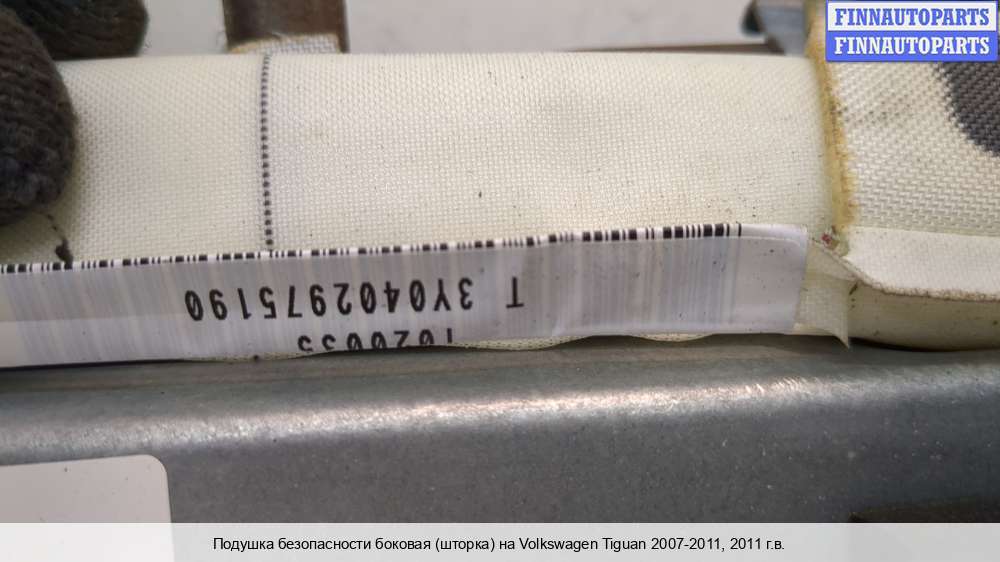 FINNAUTOPARTS
FINNAUTOPARTS
T 3Y0402975190
Подушка безопасности боковая (шторка) на Volkswagen Tiguan 2007-2011, 2011 г.в.